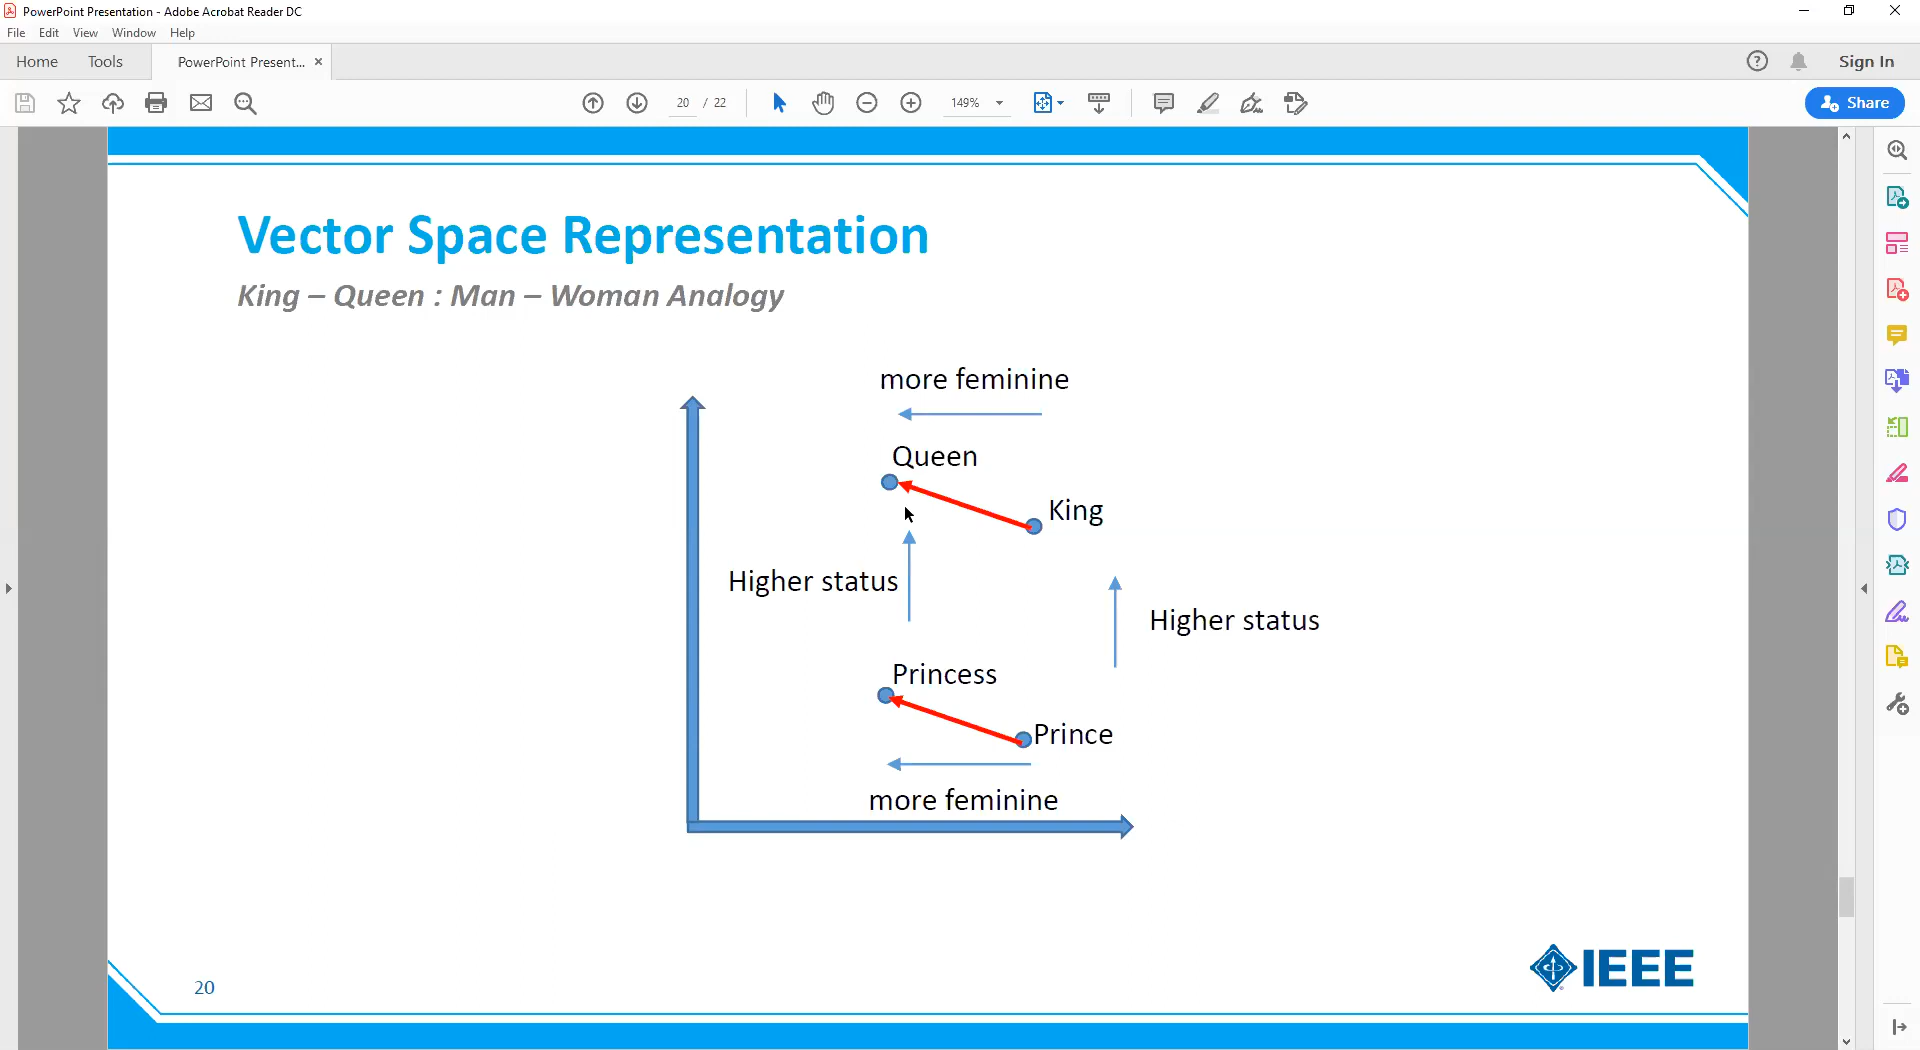 PowerPoint Presentation - Adobe Acrobat Reader DC
File Edit View Window Help
Home Tools PowerPoint Present... × Sign In
20 / 22 149% Share
Vector Space Representation
King – Queen : Man – Woman Analogy
more feminine
Queen
King
Higher status
Higher status
Princess
Prince
more feminine
20
IEEE